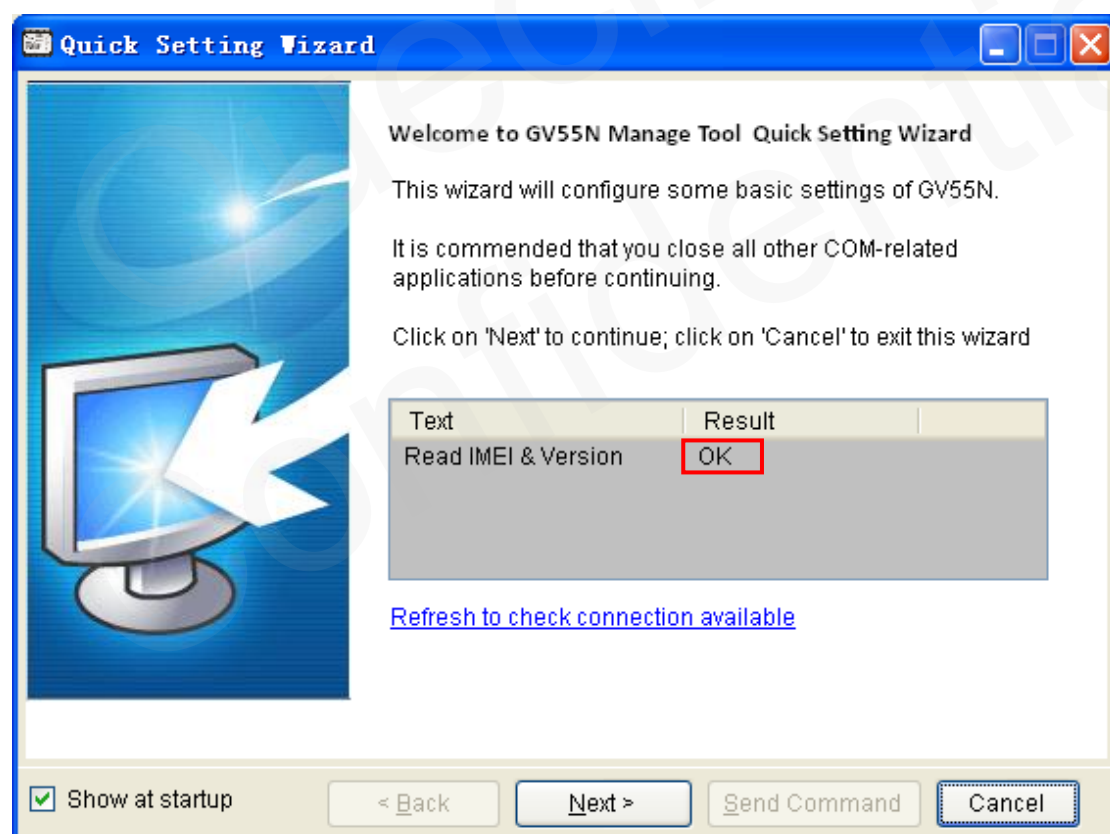 Quick Setting Wizard
Welcome to GV55N Manage Tool Quick Setting Wizard
This wizard will configure some basic settings of GV55N.
It is commended that you close all other COM-related
applications before continuing.
Click on 'Next' to continue; click on 'Cancel' to exit this wizard
Text Result
Read IMEI & Version OK
Refresh to check connection available
Show at startup < Back Next > Send Command Cancel